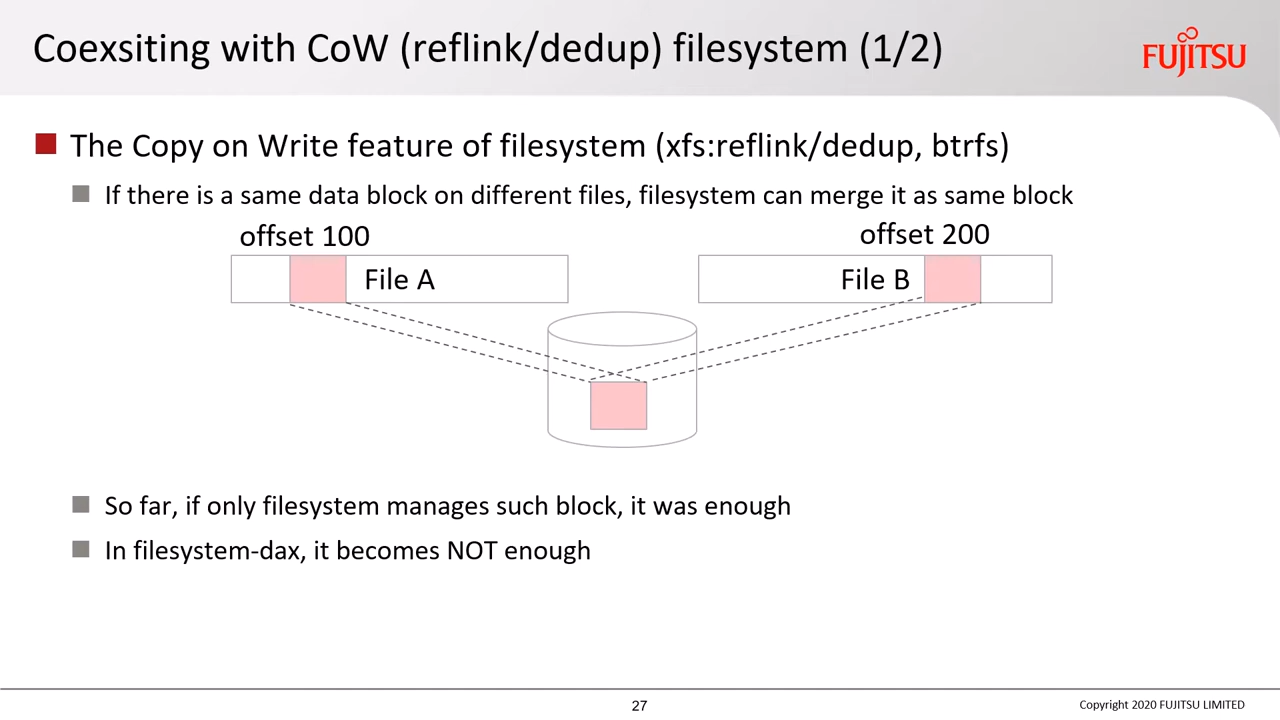 Coexsiting with CoW (reflink/dedup) filesystem (1/2)
FUJITSU
The Copy on Write feature of filesystem (xfs:reflink/dedup, btrfs)
If there is a same data block on different files, filesystem can merge it as same block
offset 100
offset 200
File A
File B
So far, if only filesystem manages such block, it was enough
In filesystem-dax, it becomes NOT enough
27
Copyright 2020 FUJITSU LIMITED